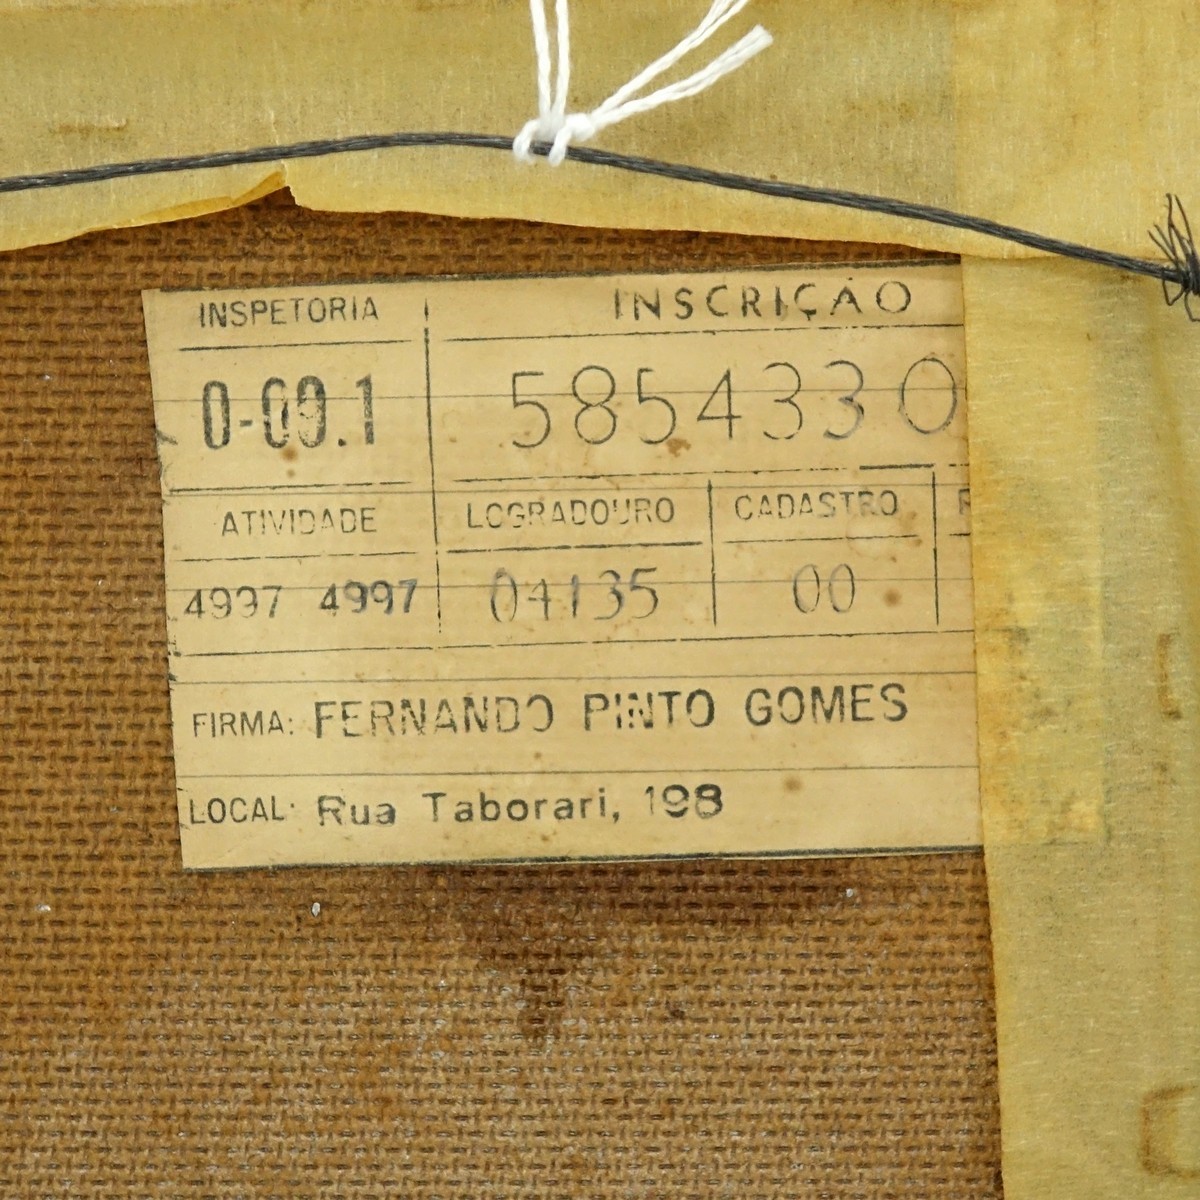 INSPETORIA INSCRIÇÃO
0-09.1 5854330
ATIVIDADE LOGRADOURO CADASTRO
4997 4997 04135 00
FIRMA: FERNANDO PINTO GOMES
LOCAL: Rua Taborari, 198